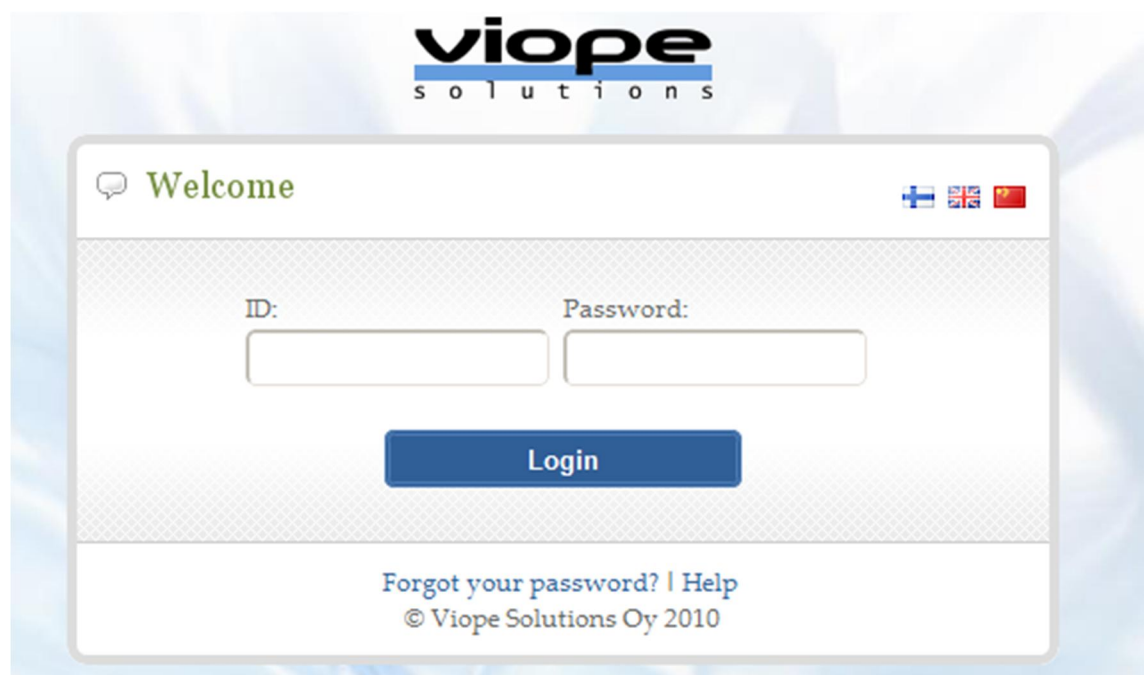 viope
solutions
Welcome
ID: Password:
Login
Forgot your password? | Help
© Viope Solutions Oy 2010